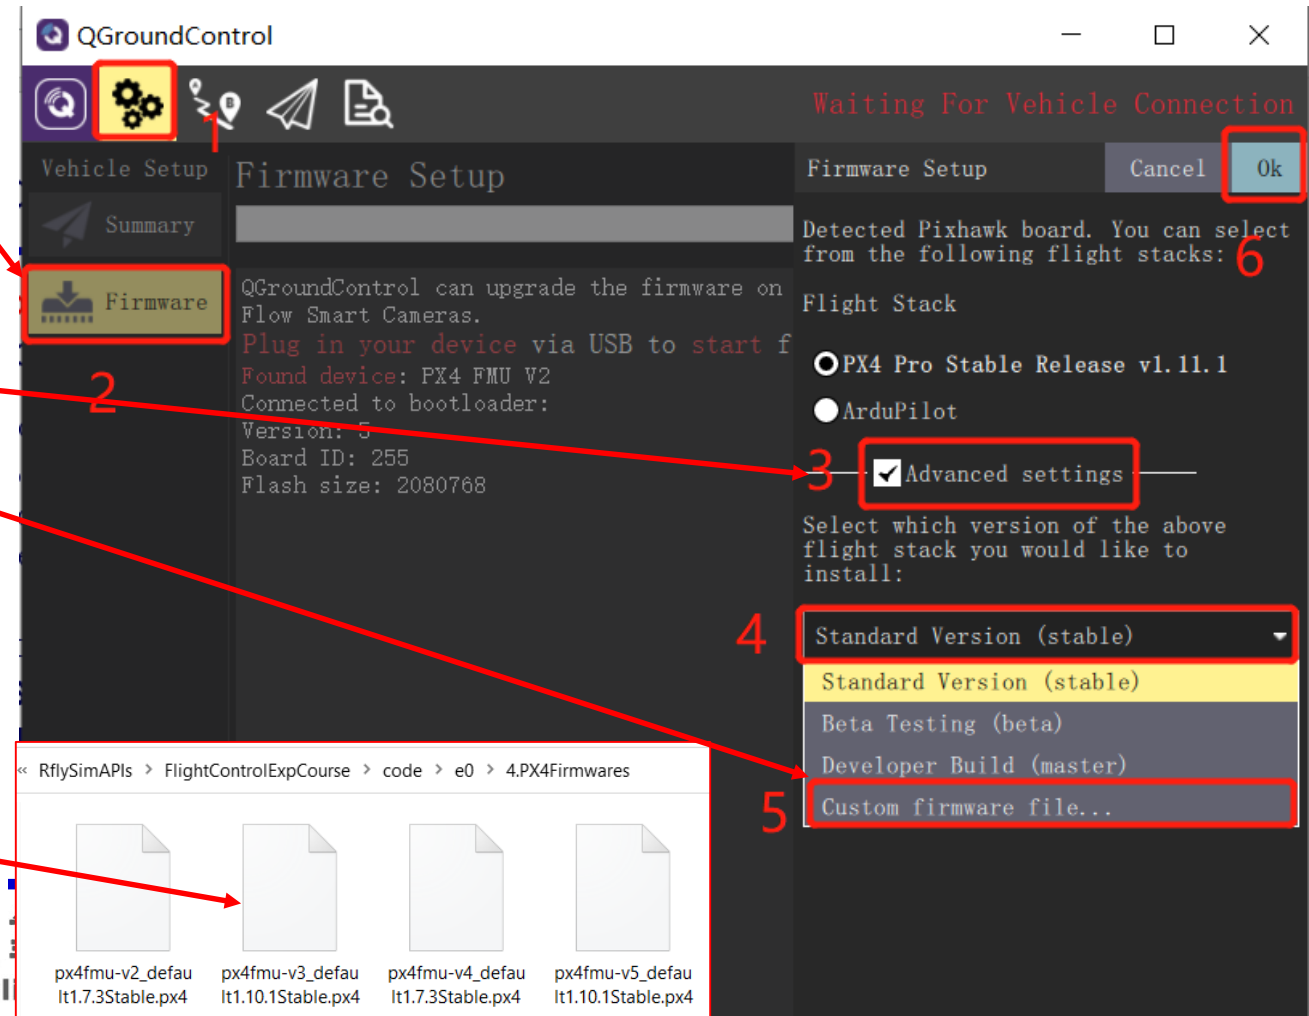 QGroundControl
1
Waiting For Vehicle Connection
Vehicle Setup
Summary
Firmware
2
Firmware Setup
QGroundControl can upgrade the firmware on
Flow Smart Cameras.
Plug in your device via USB to start f
Found device: PX4 FMU V2
Connected to bootloader:
Version: 5
Board ID: 255
Flash size: 2080768
Firmware Setup
Cancel
Ok
6
Detected Pixhawk board. You can select
from the following flight stacks:
Flight Stack
PX4 Pro Stable Release v1.11.1
ArduPilot
3
Advanced settings
Select which version of the above
flight stack you would like to
install:
4
Standard Version (stable)
Standard Version (stable)
Beta Testing (beta)
Developer Build (master)
5
Custom firmware file...
« RflySimAPIs > FlightControlExpCourse > code > e0 > 4.PX4Firmwares
px4fmu-v2_defau
lt1.7.3Stable.px4
px4fmu-v3_defau
lt1.10.1Stable.px4
px4fmu-v4_defau
lt1.7.3Stable.px4
px4fmu-v5_defau
lt1.10.1Stable.px4